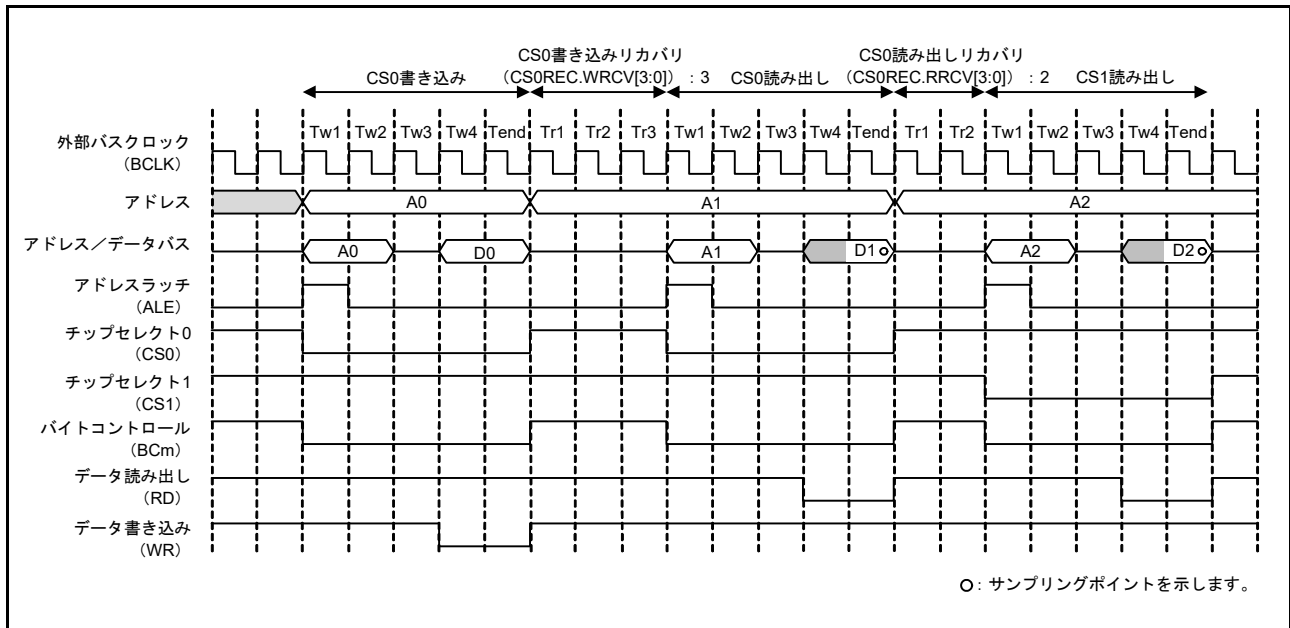 CS0書き込みリカバリ
CS0読み出しリカバリ
CS0書き込み (CS0REC.WRCV[3:0]) : 3 CS0読み出し (CS0REC.RRCV[3:0]) : 2 CS1読み出し
Tw1 Tw2 Tw3 Tw4 Tend Tr1 Tr2 Tr3 Tw1 Tw2 Tw3 Tw4 Tend Tr1 Tr2 Tw1 Tw2 Tw3 Tw4 Tend
外部バスクロック
(BCLK)
アドレス A0 A1 A2
アドレス/データバス A0 D0 A1 D1 A2 D2
アドレスラッチ
(ALE)
チップセレクト0
(CS0)
チップセレクト1
(CS1)
バイトコントロール
(BCm)
データ読み出し
(RD)
データ書き込み
(WR)
: サンプリングポイントを示します。